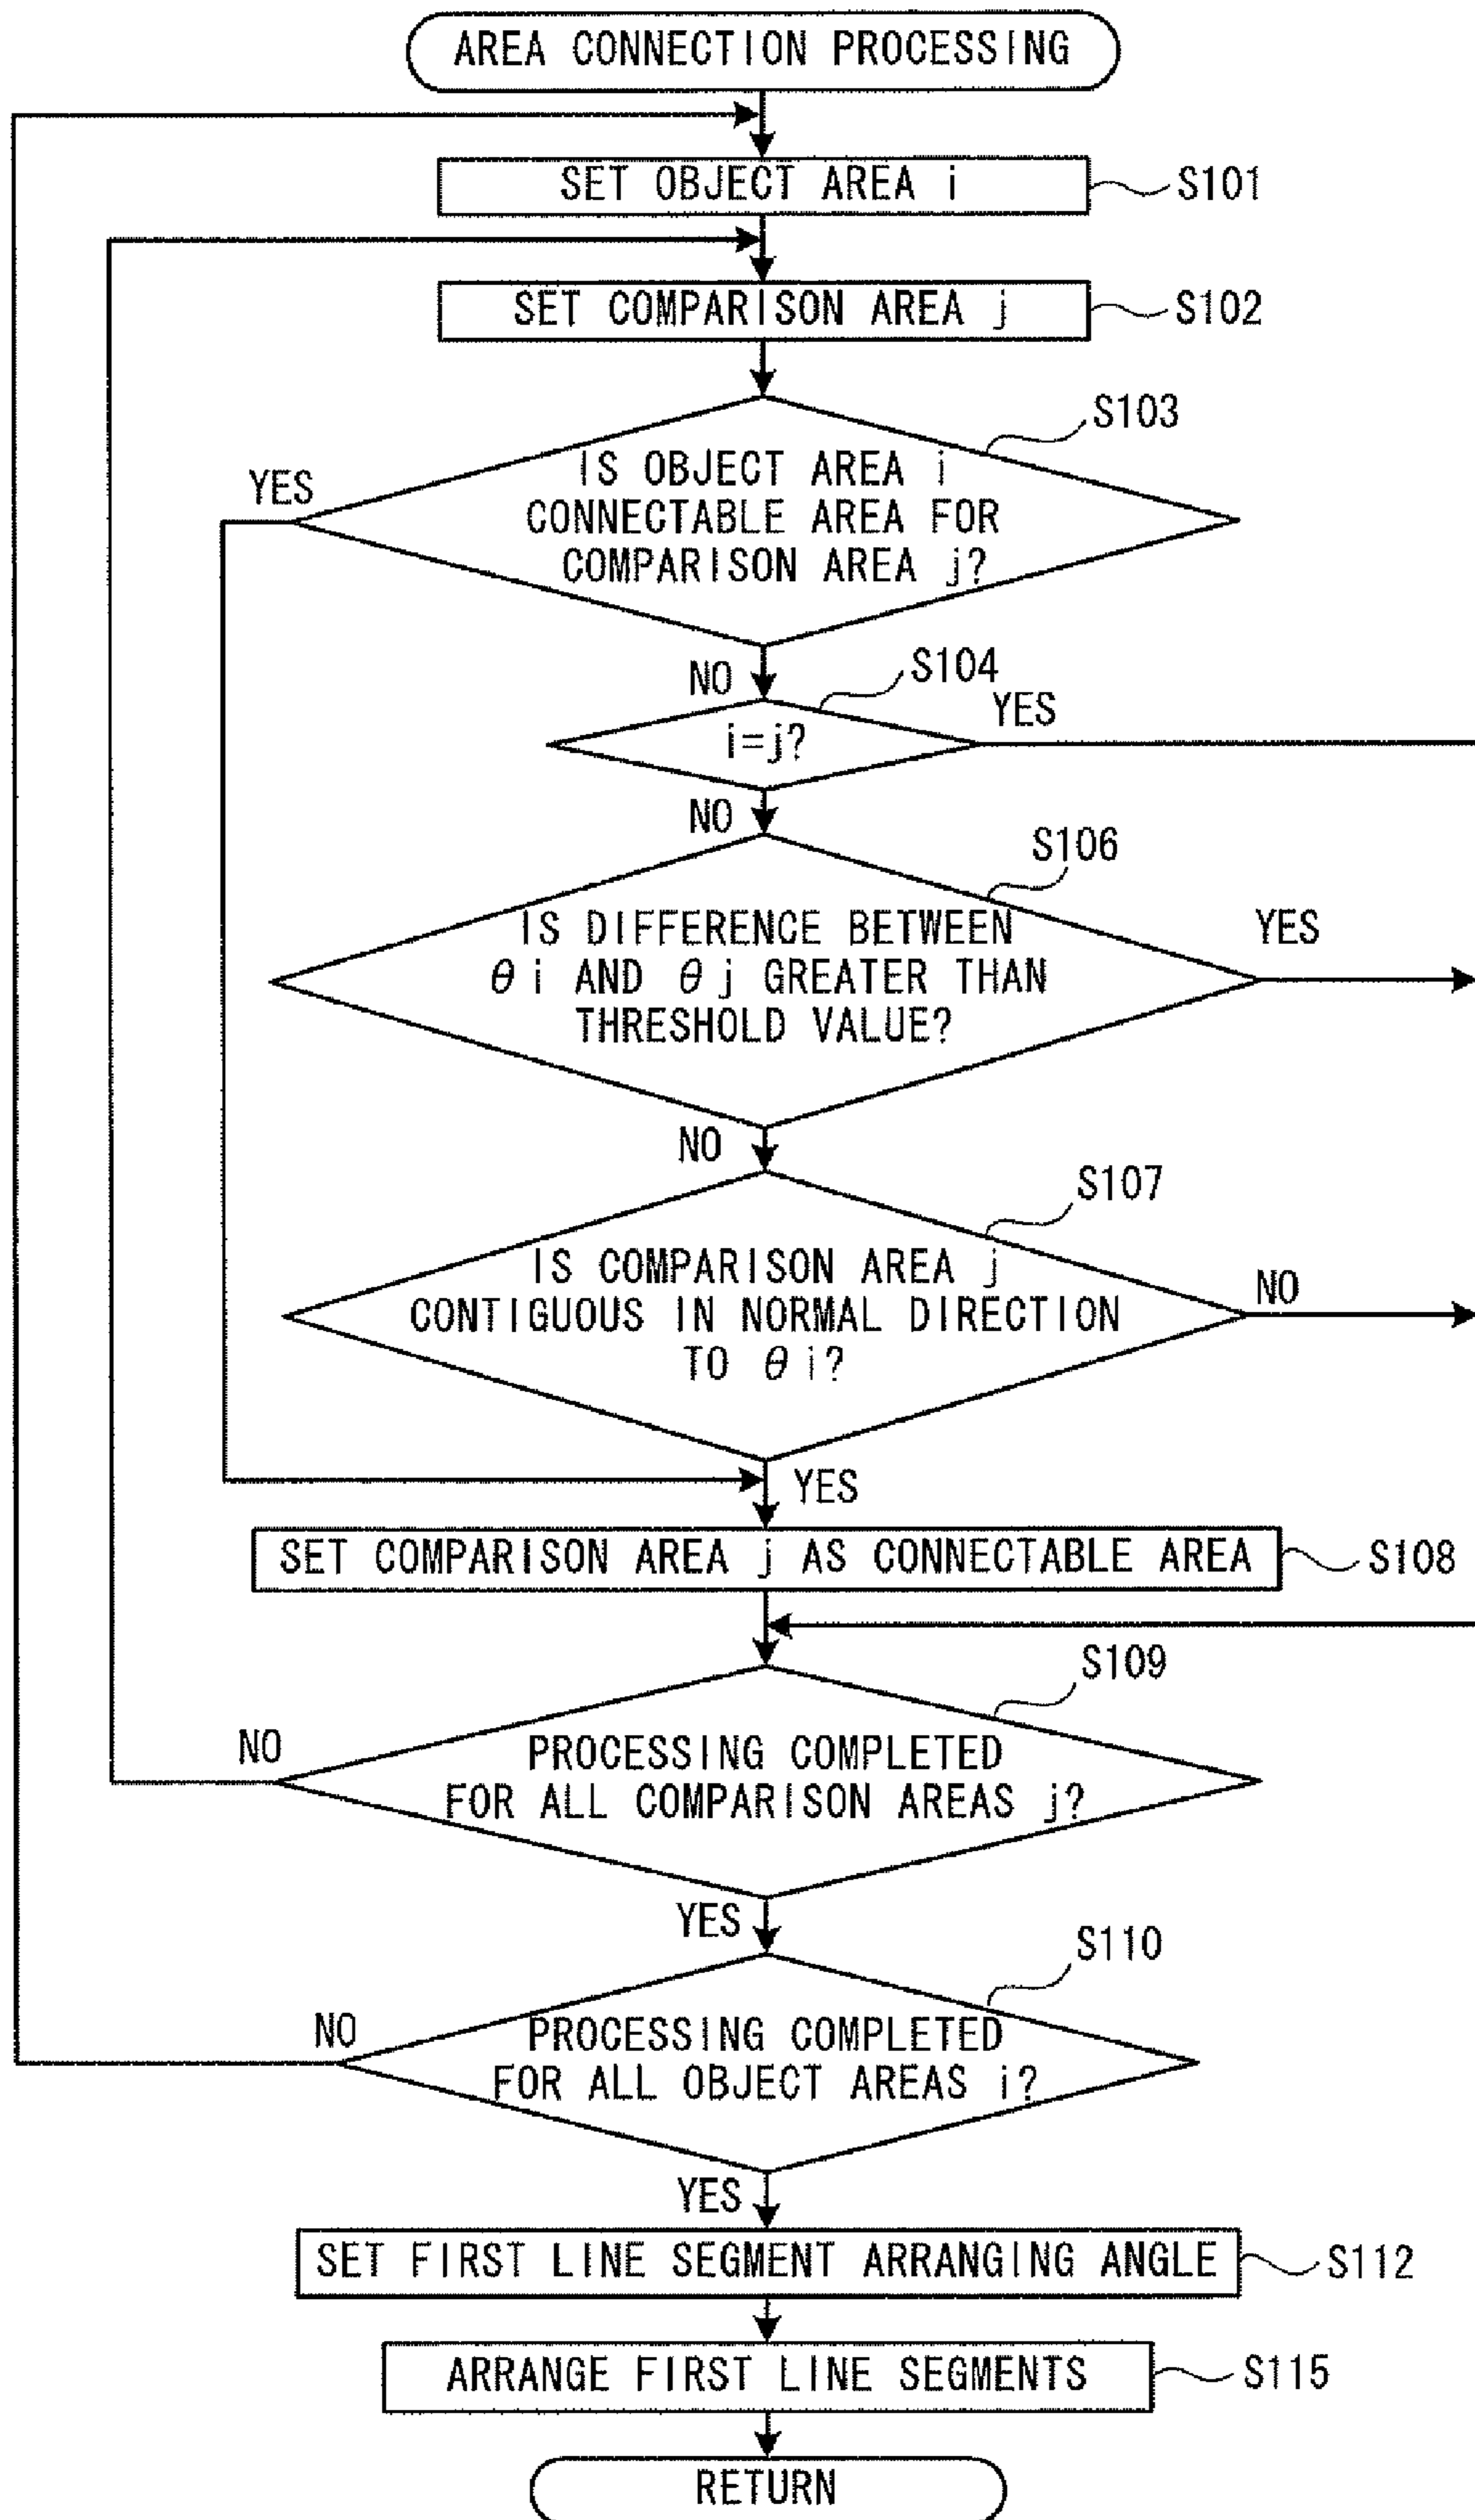 AREA CONNECTION PROCESSING
SET OBJECT AREA i
S101
SET COMPARISON AREA j
S102
S103
IS OBJECT AREA i
CONNECTABLE AREA FOR
COMPARISON AREA j?
YES
NO
S104
i=j?
YES
NO
S106
IS DIFFERENCE BETWEEN
θi AND θj GREATER THAN
THRESHOLD VALUE?
YES
NO
S107
IS COMPARISON AREA j
CONTIGUOUS IN NORMAL DIRECTION
TO θi?
NO
YES
SET COMPARISON AREA j AS CONNECTABLE AREA
S108
S109
PROCESSING COMPLETED
FOR ALL COMPARISON AREAS j?
NO
YES
S110
PROCESSING COMPLETED
FOR ALL OBJECT AREAS i?
NO
YES
SET FIRST LINE SEGMENT ARRANGING ANGLE
S112
ARRANGE FIRST LINE SEGMENTS
S115
RETURN